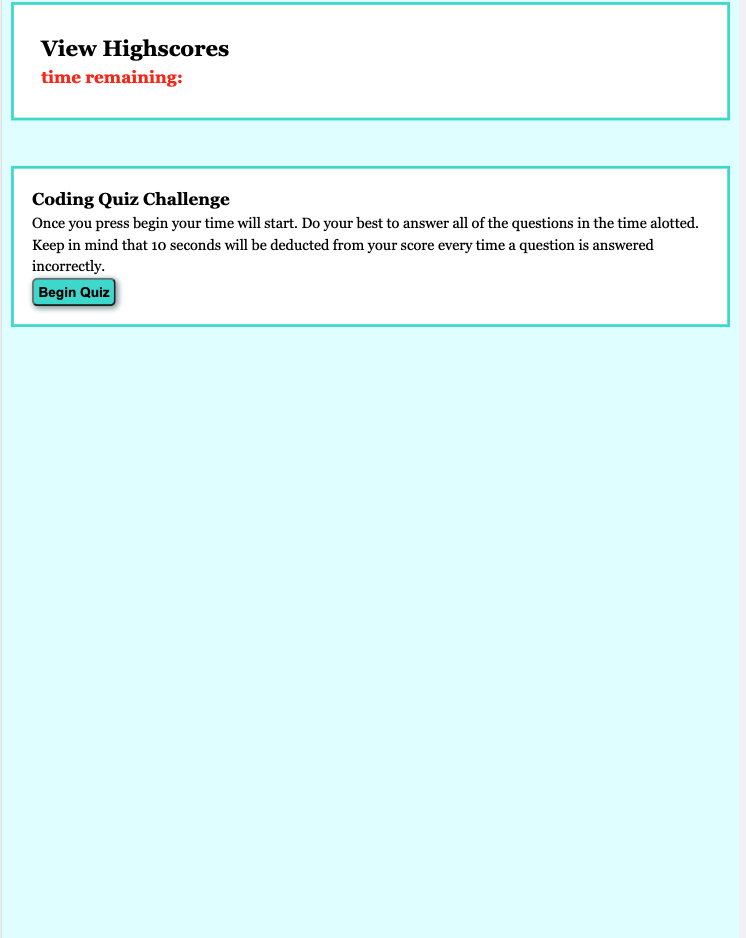 View Highscores
time remaining:
Coding Quiz Challenge
Once you press begin your time will start. Do your best to answer all of the questions in the time alotted.
Keep in mind that 10 seconds will be deducted from your score every time a question is answered
incorrectly.
Begin Quiz